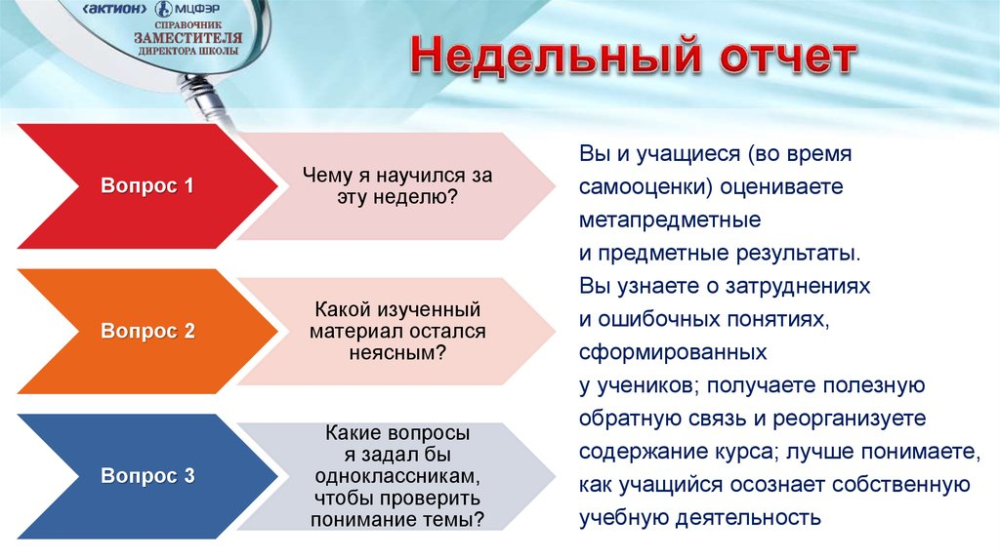 ‹актион› МЦФЭР
СПРАВОЧНИК
ЗАМЕСТИТЕЛЯ
ДИРЕКТОРА ШКОЛЫ
Недельный отчет
Вопрос 1
Чему я научился за
эту неделю?
Вопрос 2
Какой изученный
материал остался
неясным?
Вопрос 3
Какие вопросы
я задал бы
одноклассникам,
чтобы проверить
понимание темы?
Вы и учащиеся (во время
самооценки) оцениваете
метапредметные
и предметные результаты.
Вы узнаете о затруднениях
и ошибочных понятиях,
сформированных
у учеников; получаете полезную
обратную связь и реорганизуете
содержание курса; лучше понимаете,
как учащийся осознает собственную
учебную деятельность